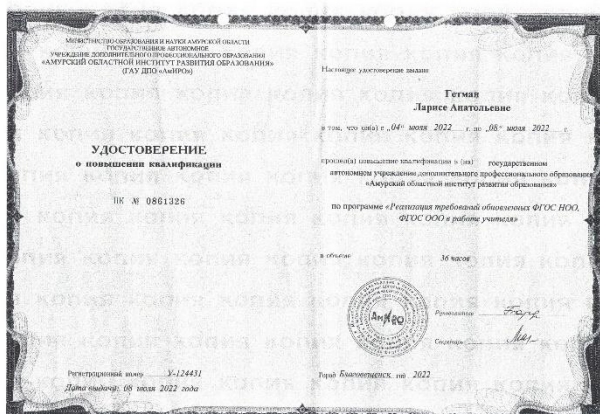 МИНИСТЕРСТВО ОБРАЗОВАНИЯ И НАУКИ АМУРСКОЙ ОБЛАСТИ
ГОСУДАРСТВЕННОЕ АВТОНОМНОЕ
УЧРЕЖДЕНИЕ ДОПОЛНИТЕЛЬНОГО ПРОФЕССИОНАЛЬНОГО ОБРАЗОВАНИЯ
«АМУРСКИЙ ОБЛАСТНОЙ ИНСТИТУТ РАЗВИТИЯ ОБРАЗОВАНИЯ»
(ГАУ ДПО «АмИРО»)
УДОСТОВЕРЕНИЕ
о повышении квалификации
ПК № 0861326
Регистрационный номер У-124431
Дата выдачи: 08 июля 2022 года
Настоящее удостоверение выдано
Гетман
Ларисе Анатольевне
в том, что он(а) с „04“ июля 2022 г. по „08“ июля 2022 г.
прошел(а) повышение квалификации в (на) государственном
автономном учреждении дополнительного профессионального образования
"Амурский областной институт развития образования"
по программе «Реализация требований обновленных ФГОС НОО,
ФГОС ООО в работе учителя»
в объеме 36 часов
АмИРО
Руководитель
Секретарь
Город Благовещенск год 2022